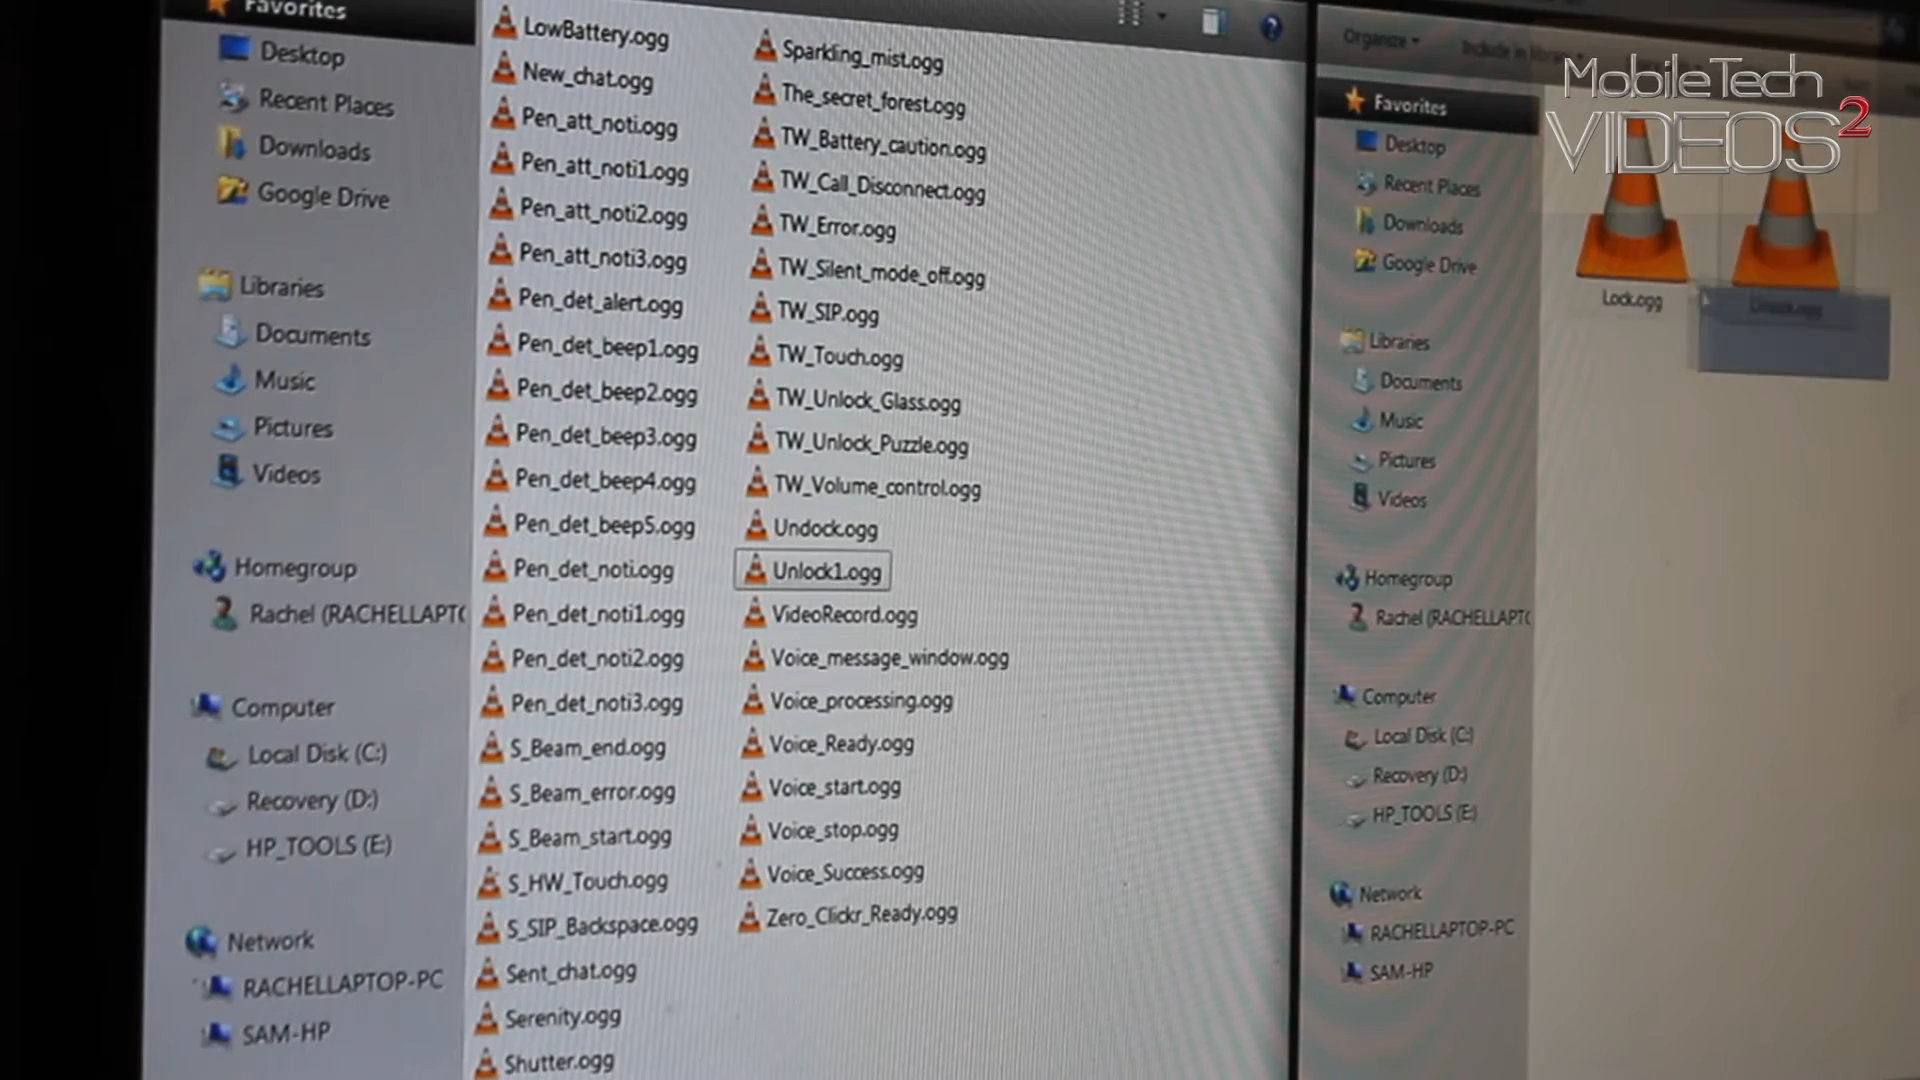 Favorites
Desktop
Recent Places
Downloads
Google Drive
Libraries
Documents
Music
Pictures
Videos
Homegroup
Rachel (RACHELLAPTO
Computer
Local Disk (C:)
Recovery (D:)
HP_TOOLS (E:)
Network
RACHELLAPTOP-PC
SAM-HP
LowBattery.ogg
New_chat.ogg
Pen_att_noti.ogg
Pen_att_noti1.ogg
Pen_att_noti2.ogg
Pen_att_noti3.ogg
Pen_det_alert.ogg
Pen_det_beep1.ogg
Pen_det_beep2.ogg
Pen_det_beep3.ogg
Pen_det_beep4.ogg
Pen_det_beep5.ogg
Pen_det_noti.ogg
Pen_det_noti1.ogg
Pen_det_noti2.ogg
Pen_det_noti3.ogg
S_Beam_end.ogg
S_Beam_error.ogg
S_Beam_start.ogg
S_HW_Touch.ogg
S_SIP_Backspace.ogg
Sent_chat.ogg
Serenity.ogg
Shutter.ogg
Sparkling_mist.ogg
The_secret_forest.ogg
TW_Battery_caution.ogg
TW_Call_Disconnect.ogg
TW_Error.ogg
TW_Silent_mode_off.ogg
TW_SIP.ogg
TW_Touch.ogg
TW_Unlock_Glass.ogg
TW_Unlock_Puzzle.ogg
TW_Volume_control.ogg
Undock.ogg
Unlock1.ogg
VideoRecord.ogg
Voice_message_window.ogg
Voice_processing.ogg
Voice_Ready.ogg
Voice_start.ogg
Voice_stop.ogg
Voice_Success.ogg
Zero_Clickr_Ready.ogg
Organize
Include in library
Favorites
Desktop
Recent Places
Downloads
Google Drive
Libraries
Documents
Music
Pictures
Videos
Homegroup
Rachel (RACHELLAPTO
Computer
Local Disk (C:)
Recovery (D:)
HP_TOOLS (E:)
Network
RACHELLAPTOP-PC
SAM-HP
MobileTech
VIDEOS2
Lock.ogg